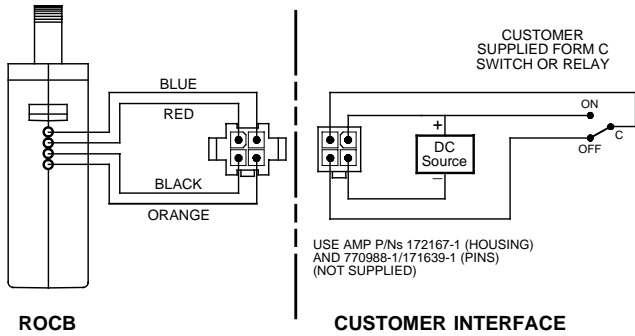 CUSTOMER
SUPPLIED FORM C
SWITCH OR RELAY
BLUE
RED
BLACK
ORANGE
+
DC
Source
–
ON
C
OFF
USE AMP P/Ns 172167-1 (HOUSING)
AND 770988-1/171639-1 (PINS)
(NOT SUPPLIED)
ROCB
CUSTOMER INTERFACE